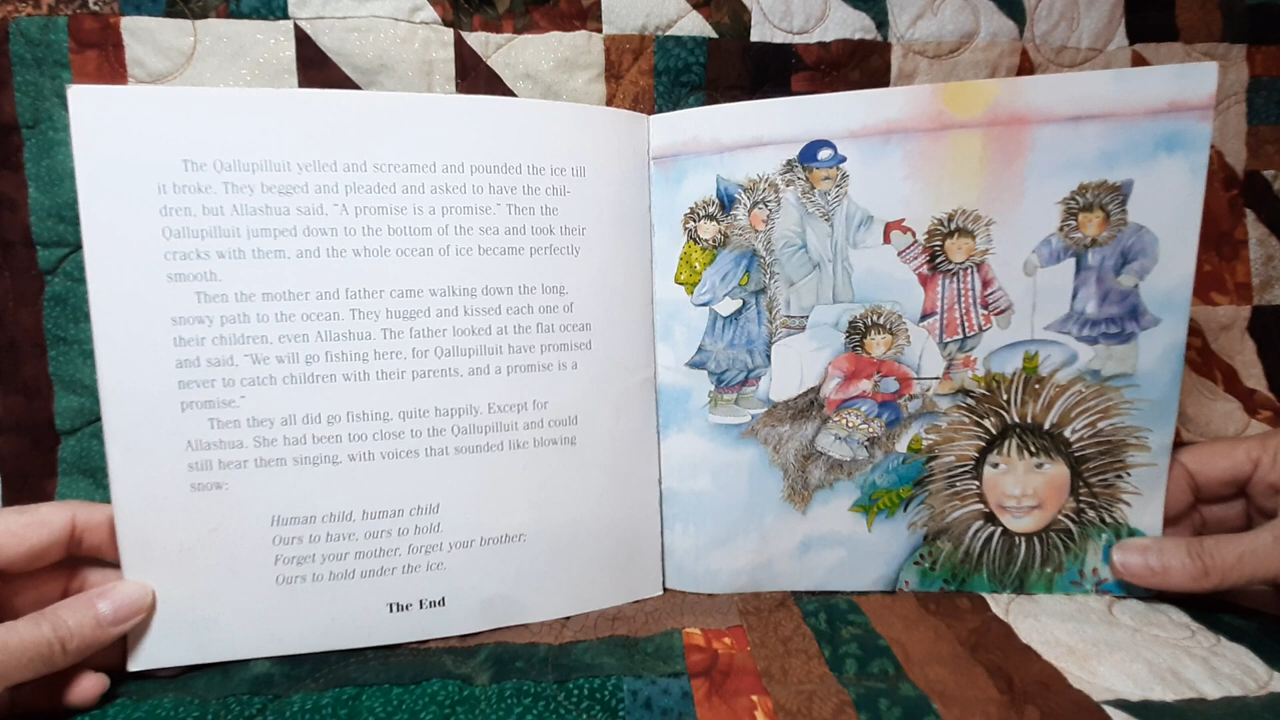 The Qallupilluit yelled and screamed and pounded the ice till
it broke. They begged and pleaded and asked to have the chil-
dren, but Allashua said, "A promise is a promise." Then the
Qallupilluit jumped down to the bottom of the sea and took their
cracks with them, and the whole ocean of ice became perfectly
smooth.
Then the mother and father came walking down the long,
snowy path to the ocean. They hugged and kissed each one of
their children, even Allashua. The father looked at the flat ocean
and said, "We will go fishing here, for Qallupilluit have promised
never to catch children with their parents, and a promise is a
promise."
Then they all did go fishing, quite happily. Except for
Allashua. She had been too close to the Qallupilluit and could
still hear them singing, with voices that sounded like blowing
snow:
Human child, human child
Ours to have, ours to hold.
Forget your mother, forget your brother;
Ours to hold under the ice.
The End